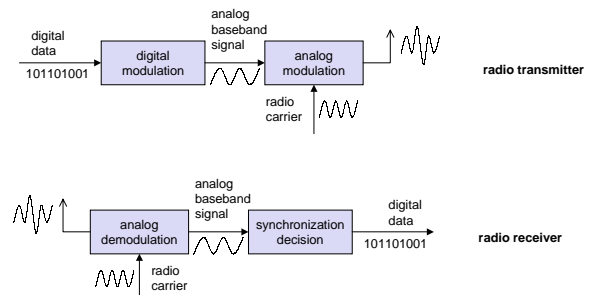 digital
data
101101001
digital
modulation
analog
baseband
signal
analog
modulation
radio
carrier
radio transmitter
analog
demodulation
radio
carrier
analog
baseband
signal
synchronization
decision
digital
data
101101001
radio receiver